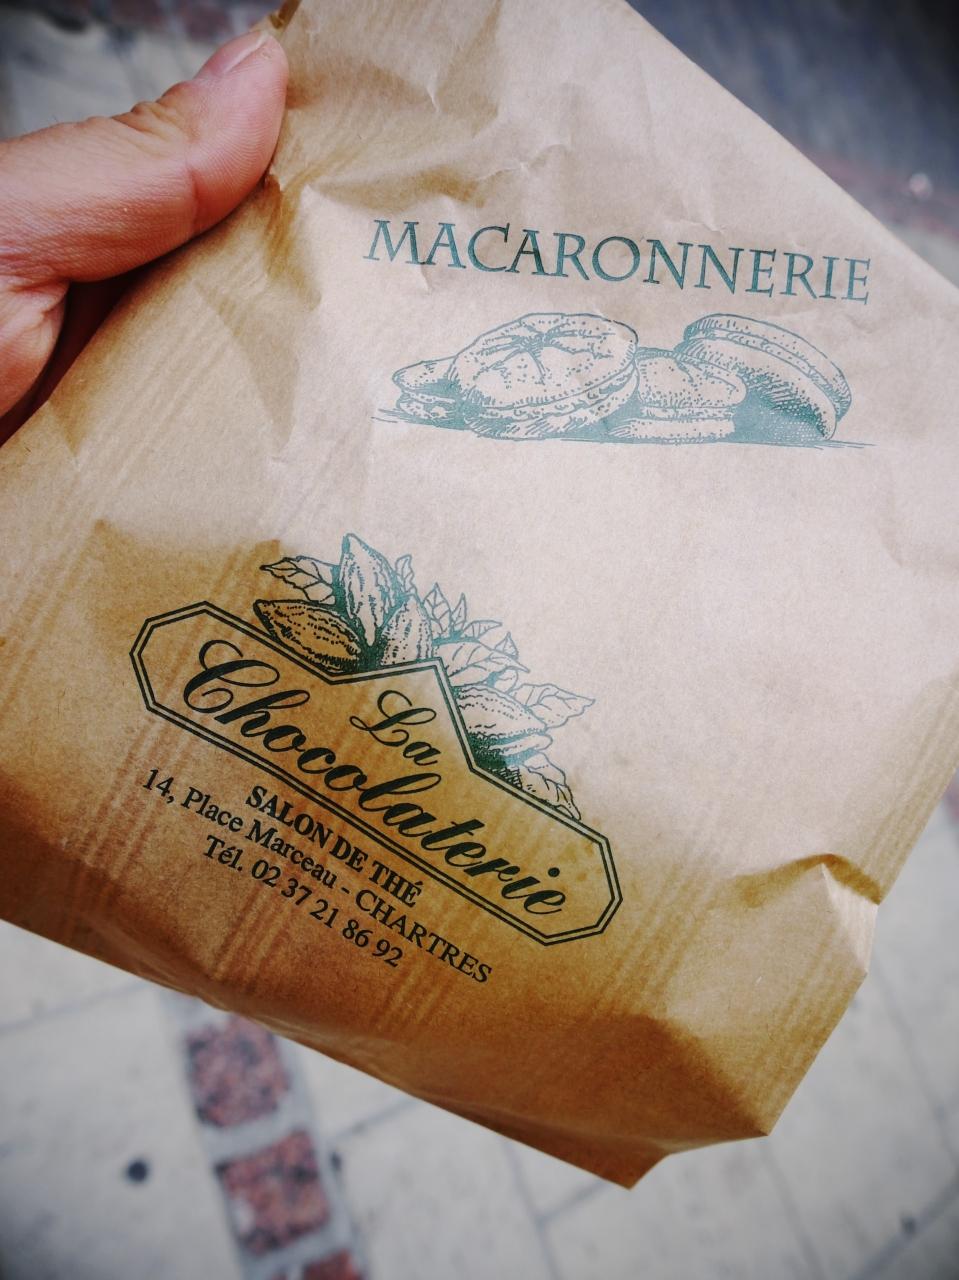 MACARONNERIE
La
Chocolaterie
SALON DE THÉ
14, Place Marceau - CHARTRES
Tél. 02 37 21 86 92